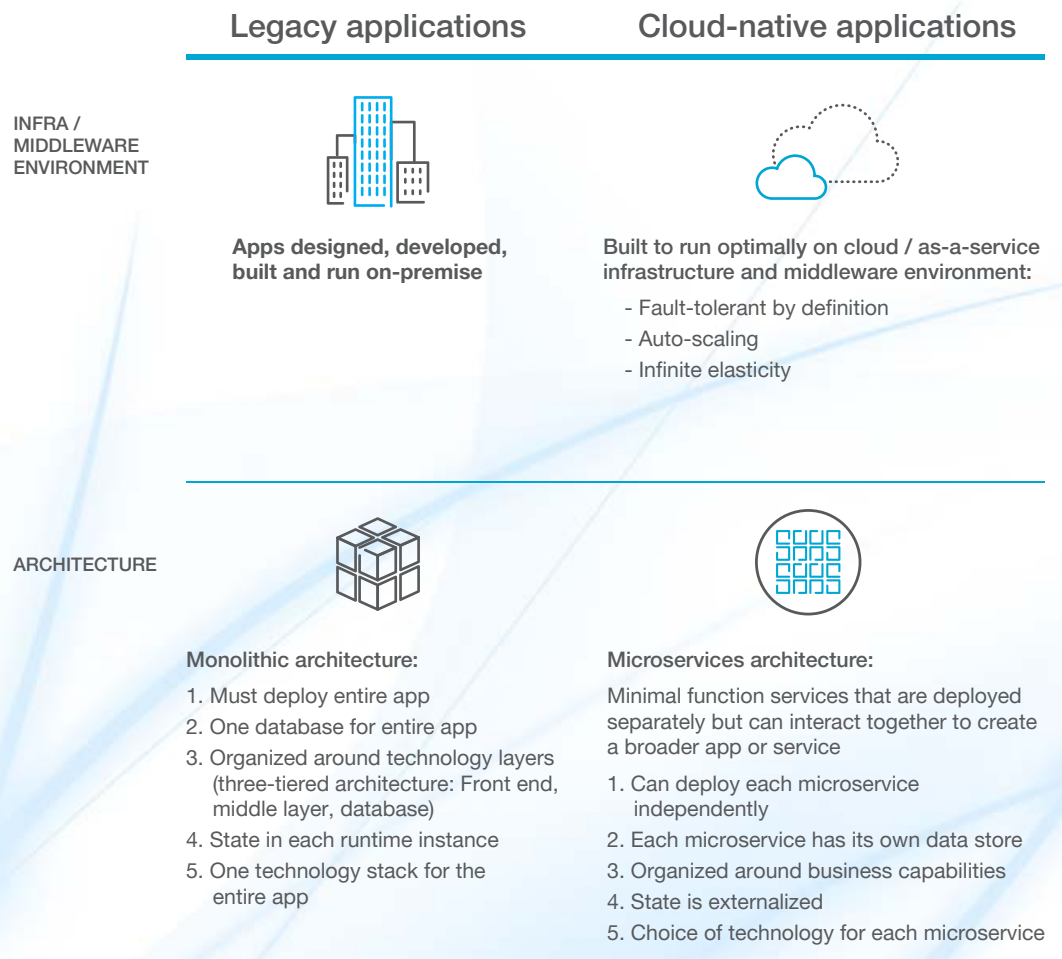 Legacy applications
Cloud-native applications
INFRA /
MIDDLEWARE
ENVIRONMENT
Apps designed, developed,
built and run on-premise
Built to run optimally on cloud / as-a-service
infrastructure and middleware environment:
- Fault-tolerant by definition
- Auto-scaling
- Infinite elasticity
ARCHITECTURE
Monolithic architecture:
1. Must deploy entire app
2. One database for entire app
3. Organized around technology layers
(three-tiered architecture: Front end,
middle layer, database)
4. State in each runtime instance
5. One technology stack for the
entire app
Microservices architecture:
Minimal function services that are deployed
separately but can interact together to create
a broader app or service
1. Can deploy each microservice
independently
2. Each microservice has its own data store
3. Organized around business capabilities
4. State is externalized
5. Choice of technology for each microservice